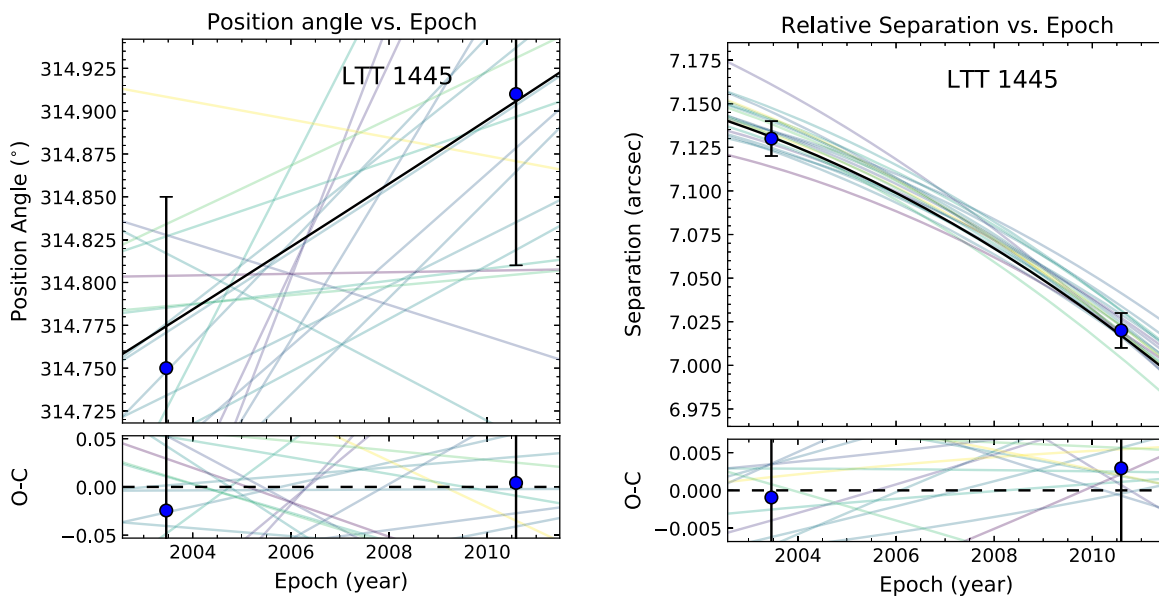 Position angle vs. Epoch
LTT 1445
Position Angle (°)
314.925
314.900
314.875
314.850
314.825
314.800
314.775
314.750
314.725
O-C
0.05
0.00
−0.05
2004 2006 2008 2010
Epoch (year)
Relative Separation vs. Epoch
LTT 1445
Separation (arcsec)
7.175
7.150
7.125
7.100
7.075
7.050
7.025
7.000
6.975
O-C
0.005
0.000
−0.005
2004 2006 2008 2010
Epoch (year)